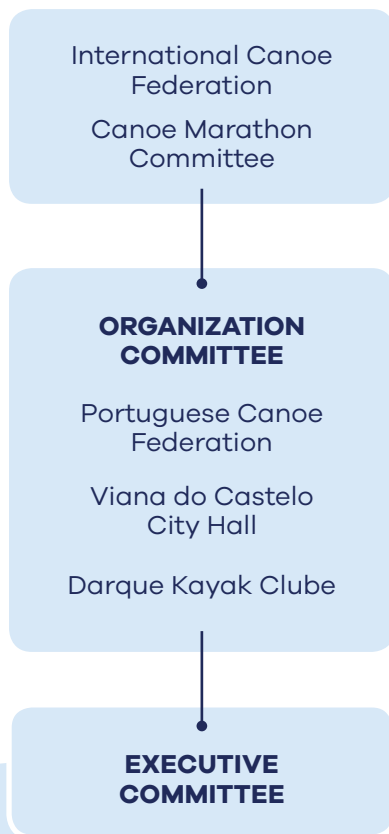 International Canoe
Federation
Canoe Marathon
Committee
ORGANIZATION
COMMITTEE
Portuguese Canoe
Federation
Viana do Castelo
City Hall
Darque Kayak Clube
EXECUTIVE
COMMITTEE